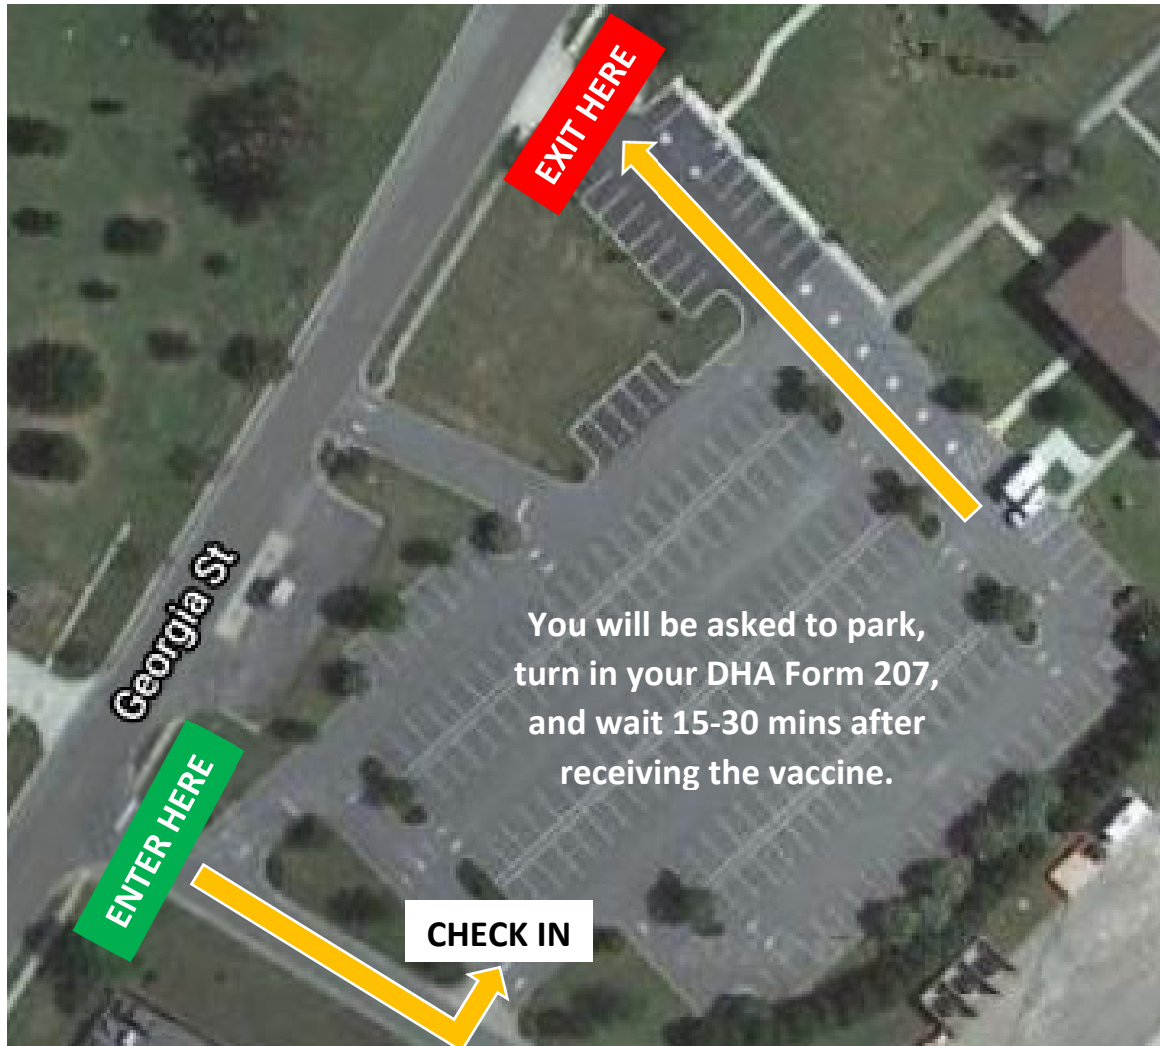 EXIT HERE
Georgia St
You will be asked to park,
turn in your DHA Form 207,
and wait 15-30 mins after
receiving the vaccine.
ENTER HERE
CHECK IN